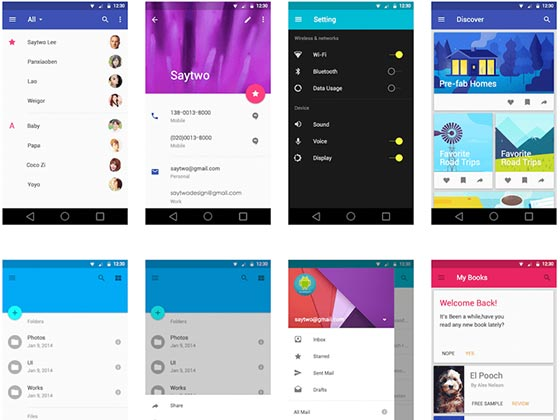 12:30
All
Saytwo Lee
Panxiaoben
Lao
Weigor
A
Baby
Papa
Coco Zi
Yoyo
12:30
Saytwo
138-0013-8000
Mobile
(020)0013-8000
Mobile
saytwo@gmail.com
Personal
saytwodesign@gmail.com
Work
12:30
Setting
Wireless & networks
Wi-Fi
Bluetooth
Data Usage
Device
Sound
Voice
Display
12:30
Discover
Pre-fab Homes
Favorite
Road Trips
Favorite
Road Trips
12:30
Folders
Photos
Jan 9, 2014
UI
Jan 9, 2014
Works
Jan 9, 2014
12:30
Folders
Photos
Jan 9, 2014
UI
Jan 9, 2014
Works
Jan 9, 2014
Share
12:30
saytwo@gmail.com
Inbox
Starred
Sent mail
Drafts
All Mail
12:30
My Books
Welcome Back!
It's Been a while,have you
read any new book lately?
NOPE YES
El Pooch
By Alex Nelson
FREE SAMPLE REVIEW